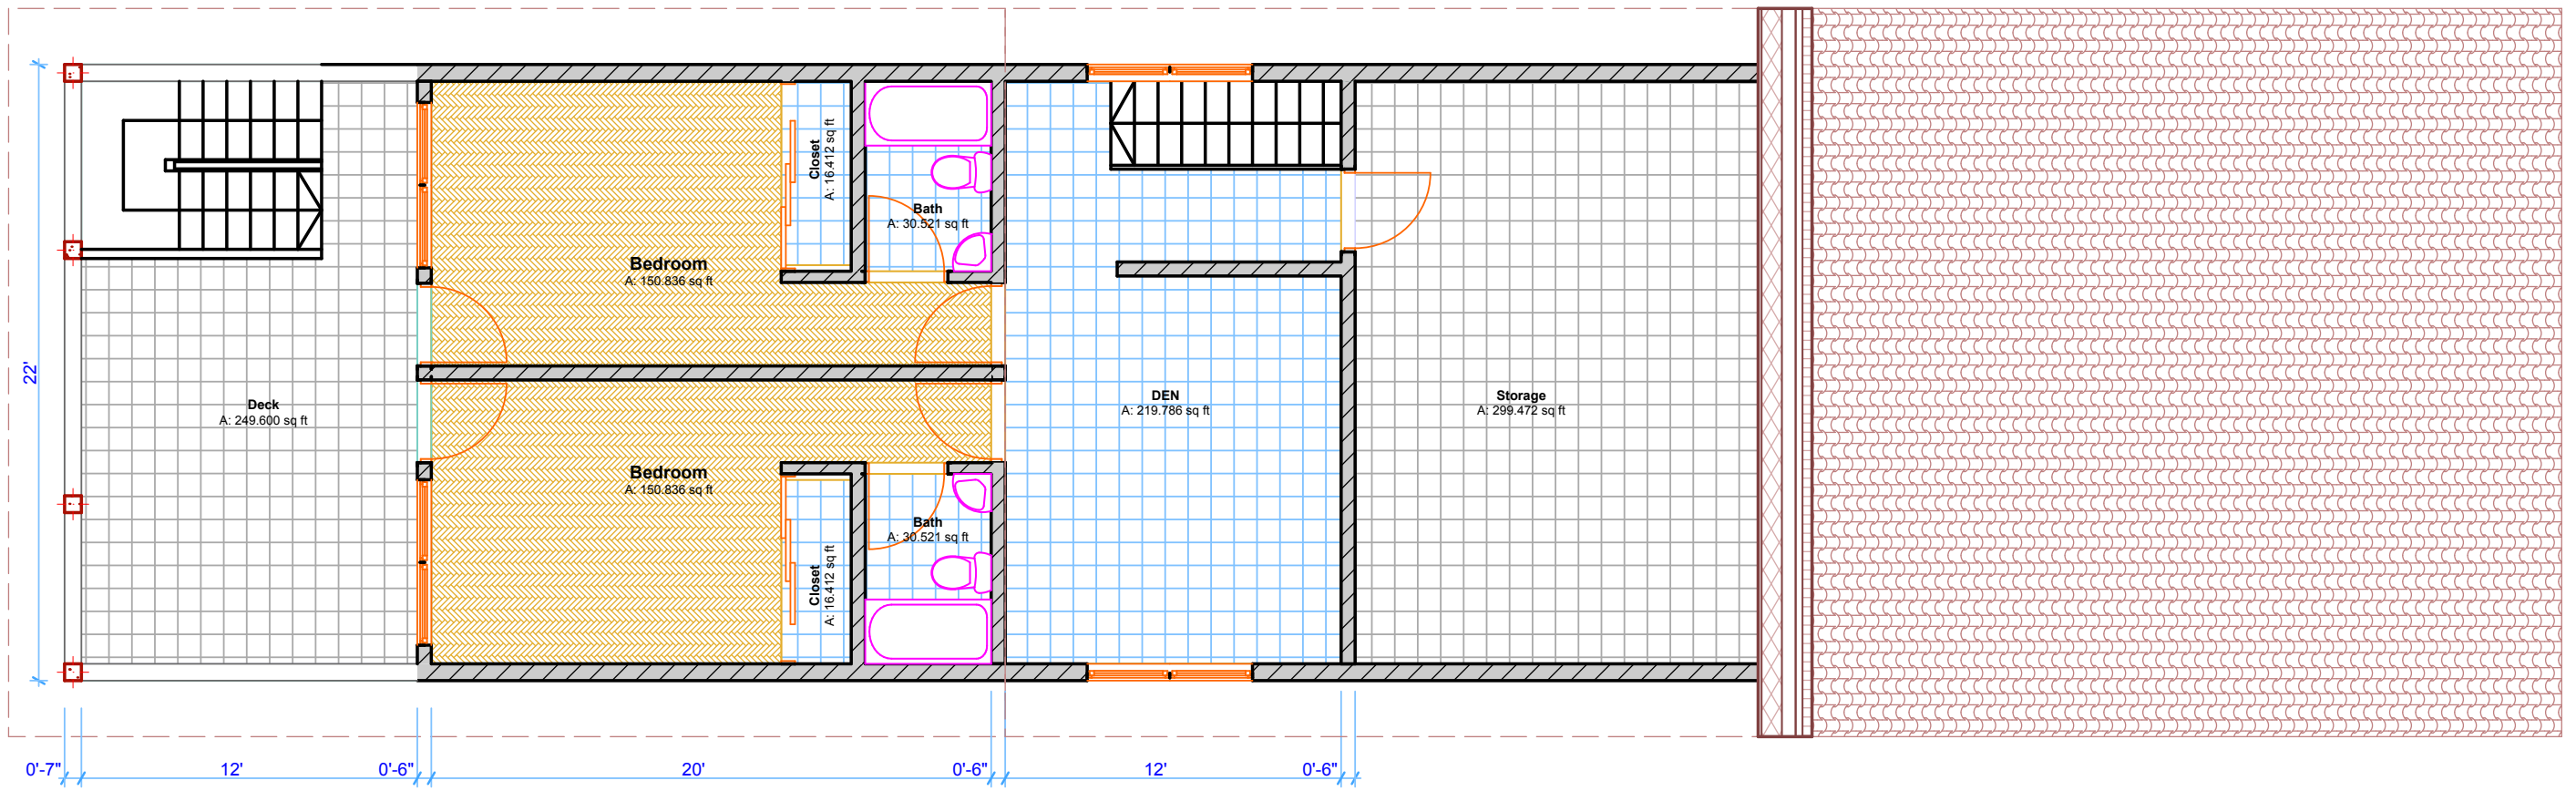 Closet
A: 16.412 sq ft
Bath
A: 30.521 sq ft
Bedroom
A: 150.836 sq ft
22'
Deck
A: 249.600 sq ft
DEN
A: 219.786 sq ft
Storage
A: 299.472 sq ft
Bedroom
A: 150.836 sq ft
Bath
A: 30.521 sq ft
Closet
A: 16.412 sq ft
0'-7" 12' 0'-6" 20' 0'-6" 12' 0'-6"